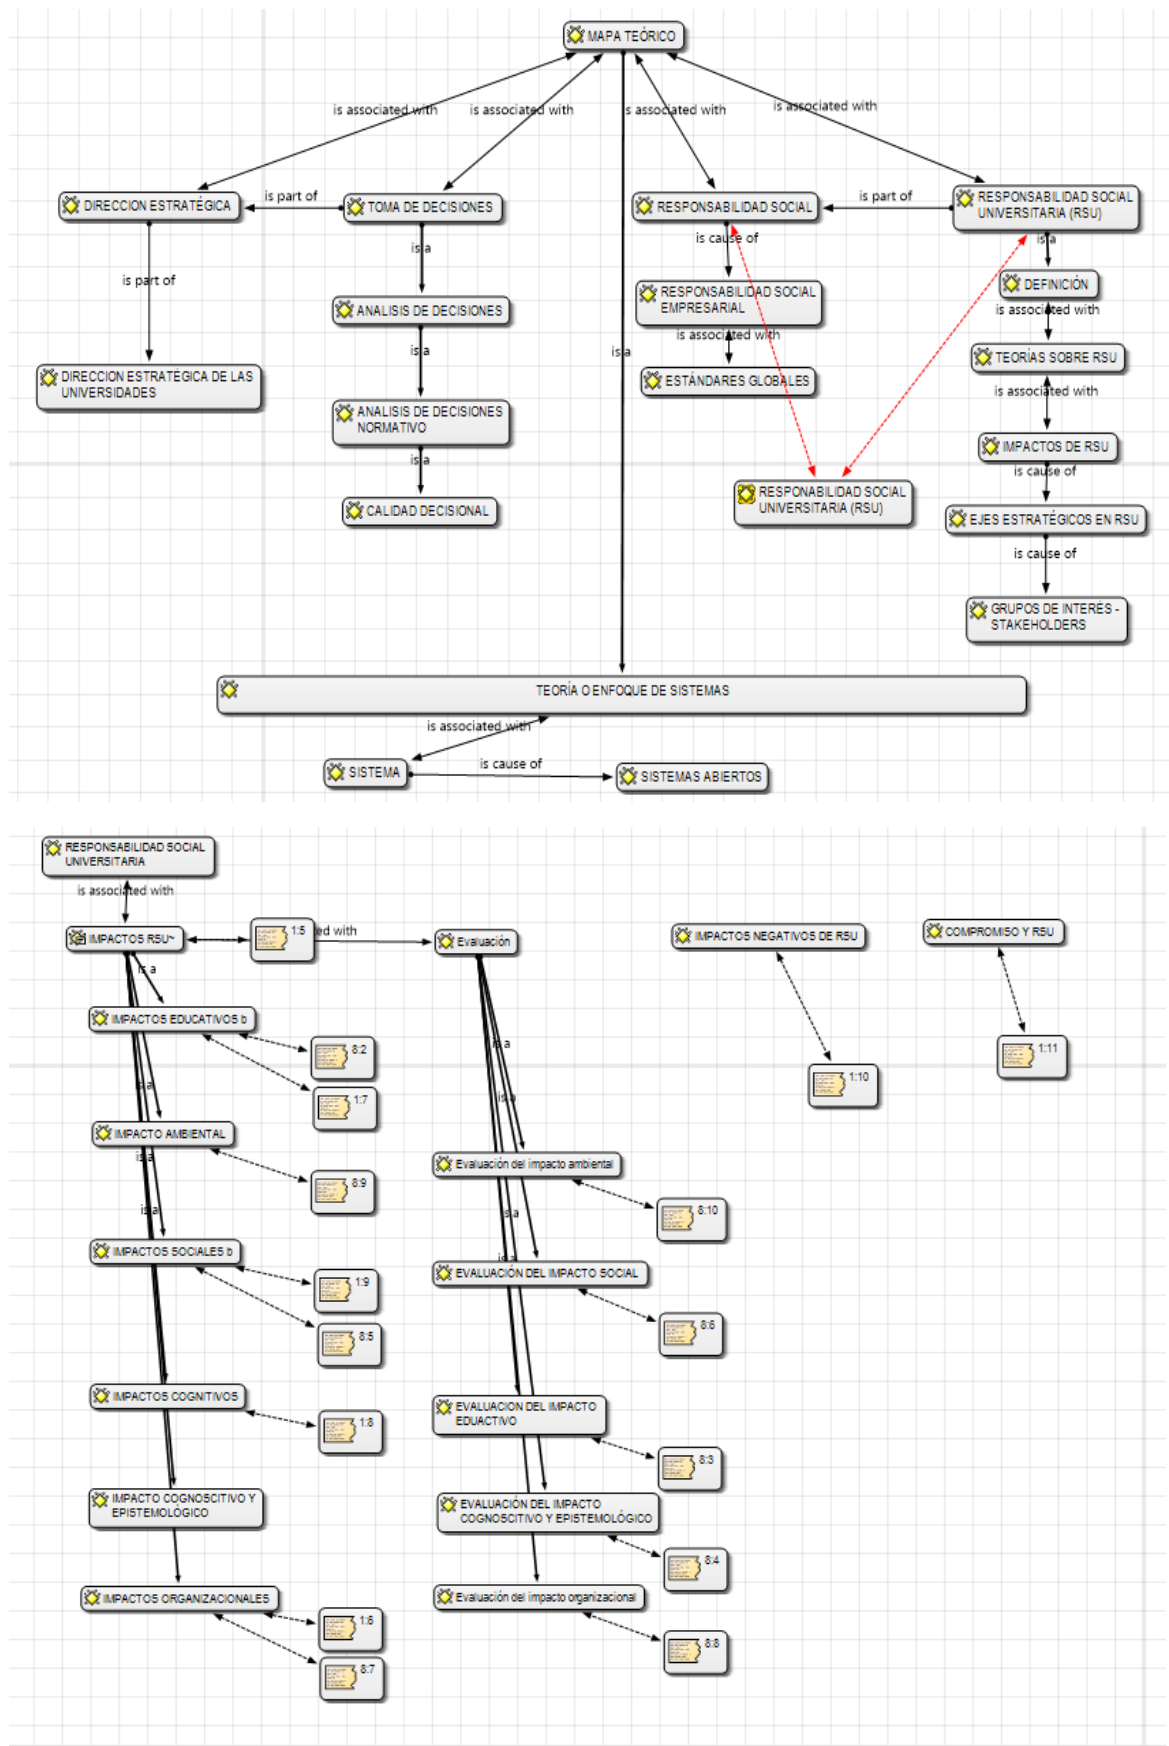 MAPA TEÓRICO
is associated with
is associated with
is associated with
is associated with
DIRECCION ESTRATÉGICA
is part of
TOMA DE DECISIONES
RESPONSABILIDAD SOCIAL
is part of
RESPONSABILIDAD SOCIAL
UNIVERSITARIA (RSU)
is a
is cause of
is a
is part of
ANALISIS DE DECISIONES
RESPONSABILIDAD SOCIAL
EMPRESARIAL
DEFINICIÓN
is associated with
is a
is a
is associated with
TEORÍAS SOBRE RSU
DIRECCION ESTRATÉGICA DE LAS
UNIVERSIDADES
ESTÁNDARES GLOBALES
is associated with
ANALISIS DE DECISIONES
NORMATIVO
IMPACTOS DE RSU
is a
is cause of
CALIDAD DECISIONAL
RESPONABILIDAD SOCIAL
UNIVERSITARIA (RSU)
EJES ESTRATÉGICOS EN RSU
is cause of
GRUPOS DE INTERÉS -
STAKEHOLDERS
TEORÍA O ENFOQUE DE SISTEMAS
is associated with
SISTEMA
is cause of
SISTEMAS ABIERTOS
RESPONSABILIDAD SOCIAL
UNIVERSITARIA
is associated with
IMPACTOS RSU~
1:5
ed with
Evaluación
IMPACTOS NEGATIVOS DE RSU
COMPROMISO Y RSU
is a
IMPACTOS EDUCATIVOS b
8:2
is a
1:11
1:10
is a
1:7
is a
IMPACTO AMBIENTAL
is a
Evaluación del impacto ambiental
8:9
is a
8:10
is a
IMPACTOS SOCIALES b
is a
EVALUACIÓN DEL IMPACTO SOCIAL
1:9
8:5
8:6
IMPACTOS COGNITIVOS
EVALUACION DEL IMPACTO
EDUACTIVO
1:8
8:3
IMPACTO COGNOSCITIVO Y
EPISTEMOLÓGICO
EVALUACIÓN DEL IMPACTO
COGNOSCITIVO Y EPISTEMOLÓGICO
8:4
IMPACTOS ORGANIZACIONALES
Evaluación del impacto organizacional
1:6
8:8
8:7